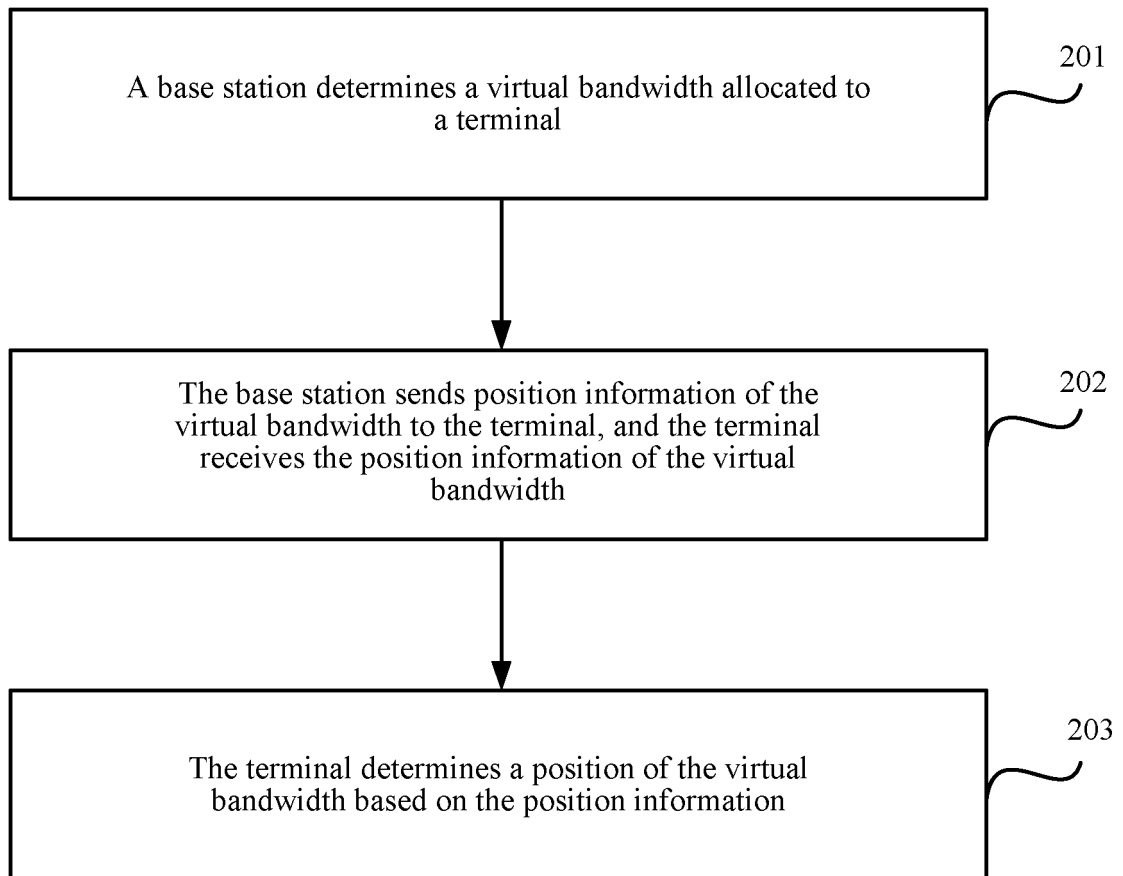 A base station determines a virtual bandwidth allocated to
a terminal
201
The base station sends position information of the
virtual bandwidth to the terminal, and the terminal
receives the position information of the virtual
bandwidth
202
The terminal determines a position of the virtual
bandwidth based on the position information
203